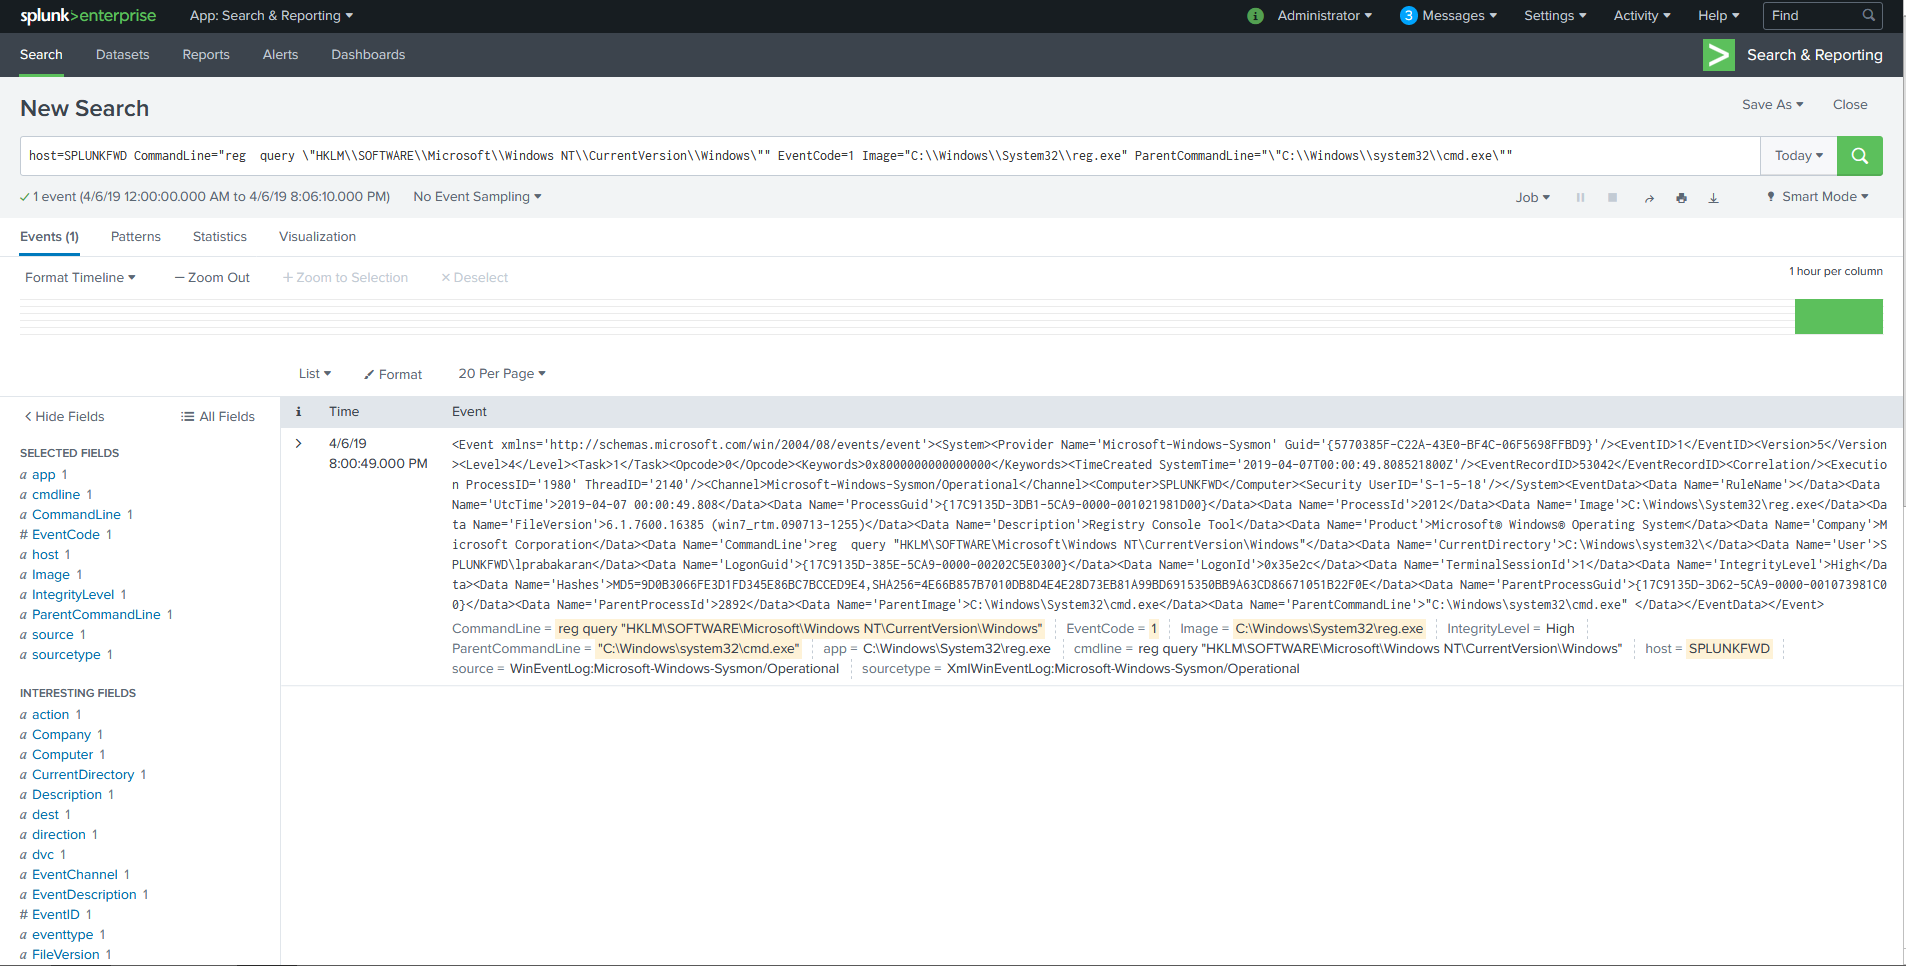 splunk>enterprise App: Search & Reporting ▾ i Administrator ▾ 3 Messages ▾ Settings ▾ Activity ▾ Help ▾ Find
Search Datasets Reports Alerts Dashboards > Search & Reporting
New Search Save As ▾ Close
host=SPLUNKFWD CommandLine="reg  query \"HKLM\\SOFTWARE\\Microsoft\\Windows NT\\CurrentVersion\\Windows\"" EventCode=1 Image="C:\\Windows\\System32\\reg.exe" ParentCommandLine="\"C:\\Windows\\system32\\cmd.exe\"" Today ▾
✓ 1 event (4/6/19 12:00:00.000 AM to 4/6/19 8:06:10.000 PM) No Event Sampling ▾ Job ▾ Smart Mode ▾
Events (1) Patterns Statistics Visualization
Format Timeline ▾ — Zoom Out + Zoom to Selection × Deselect 1 hour per column
List ▾ Format 20 Per Page ▾
< Hide Fields All Fields
i Time Event
SELECTED FIELDS
a app 1
a cmdline 1
a CommandLine 1
# EventCode 1
a host 1
a Image 1
a IntegrityLevel 1
a ParentCommandLine 1
a source 1
a sourcetype 1
INTERESTING FIELDS
a action 1
a Company 1
a Computer 1
a CurrentDirectory 1
a Description 1
a dest 1
a direction 1
a dvc 1
a EventChannel 1
a EventDescription 1
# EventID 1
a eventtype 1
a FileVersion 1
> 4/6/19
8:00:49.000 PM
<Event xmlns='http://schemas.microsoft.com/win/2004/08/events/event'><System><Provider Name='Microsoft-Windows-Sysmon' Guid='{5770385F-C22A-43E0-BF4C-06F5698FFBD9}'/><EventID>1</EventID><Version>5</Version
><Level>4</Level><Task>1</Task><Opcode>0</Opcode><Keywords>0x8000000000000000</Keywords><TimeCreated SystemTime='2019-04-07T00:00:49.808521800Z'/><EventRecordID>53042</EventRecordID><Correlation/><Executio
n ProcessID='1980' ThreadID='2140'/><Channel>Microsoft-Windows-Sysmon/Operational</Channel><Computer>SPLUNKFWD</Computer><Security UserID='S-1-5-18'/></System><EventData><Data Name='RuleName'></Data><Data
Name='UtcTime'>2019-04-07 00:00:49.808</Data><Data Name='ProcessGuid'>{17C9135D-3DB1-5CA9-0000-001021981D00}</Data><Data Name='ProcessId'>2012</Data><Data Name='Image'>C:\Windows\System32\reg.exe</Data><Da
ta Name='FileVersion'>6.1.7600.16385 (win7_rtm.090713-1255)</Data><Data Name='Description'>Registry Console Tool</Data><Data Name='Product'>Microsoft® Windows® Operating System</Data><Data Name='Company'>M
icrosoft Corporation</Data><Data Name='CommandLine'>reg  query "HKLM\SOFTWARE\Microsoft\Windows NT\CurrentVersion\Windows"</Data><Data Name='CurrentDirectory'>C:\Windows\system32\</Data><Data Name='User'>S
PLUNKFWD\lprabakaran</Data><Data Name='LogonGuid'>{17C9135D-385E-5CA9-0000-00202C5E0300}</Data><Data Name='LogonId'>0x35e2c</Data><Data Name='TerminalSessionId'>1</Data><Data Name='IntegrityLevel'>High</Da
ta><Data Name='Hashes'>MD5=9D0B3066FE3D1FD345E86BC7BCCED9E4,SHA256=4E66B857B7010DB8D4E4E28D73EB81A99BD6915350BB9A63CD86671051B22F0E</Data><Data Name='ParentProcessGuid'>{17C9135D-3D62-5CA9-0000-001073981C0
0}</Data><Data Name='ParentProcessId'>2892</Data><Data Name='ParentImage'>C:\Windows\System32\cmd.exe</Data><Data Name='ParentCommandLine'>"C:\Windows\system32\cmd.exe" </Data></EventData></Event>
CommandLine = reg query "HKLM\SOFTWARE\Microsoft\Windows NT\CurrentVersion\Windows" EventCode = 1 Image = C:\Windows\System32\reg.exe IntegrityLevel = High
ParentCommandLine = "C:\Windows\system32\cmd.exe" app = C:\Windows\System32\reg.exe cmdline = reg query "HKLM\SOFTWARE\Microsoft\Windows NT\CurrentVersion\Windows" host = SPLUNKFWD
source = WinEventLog:Microsoft-Windows-Sysmon/Operational sourcetype = XmlWinEventLog:Microsoft-Windows-Sysmon/Operational